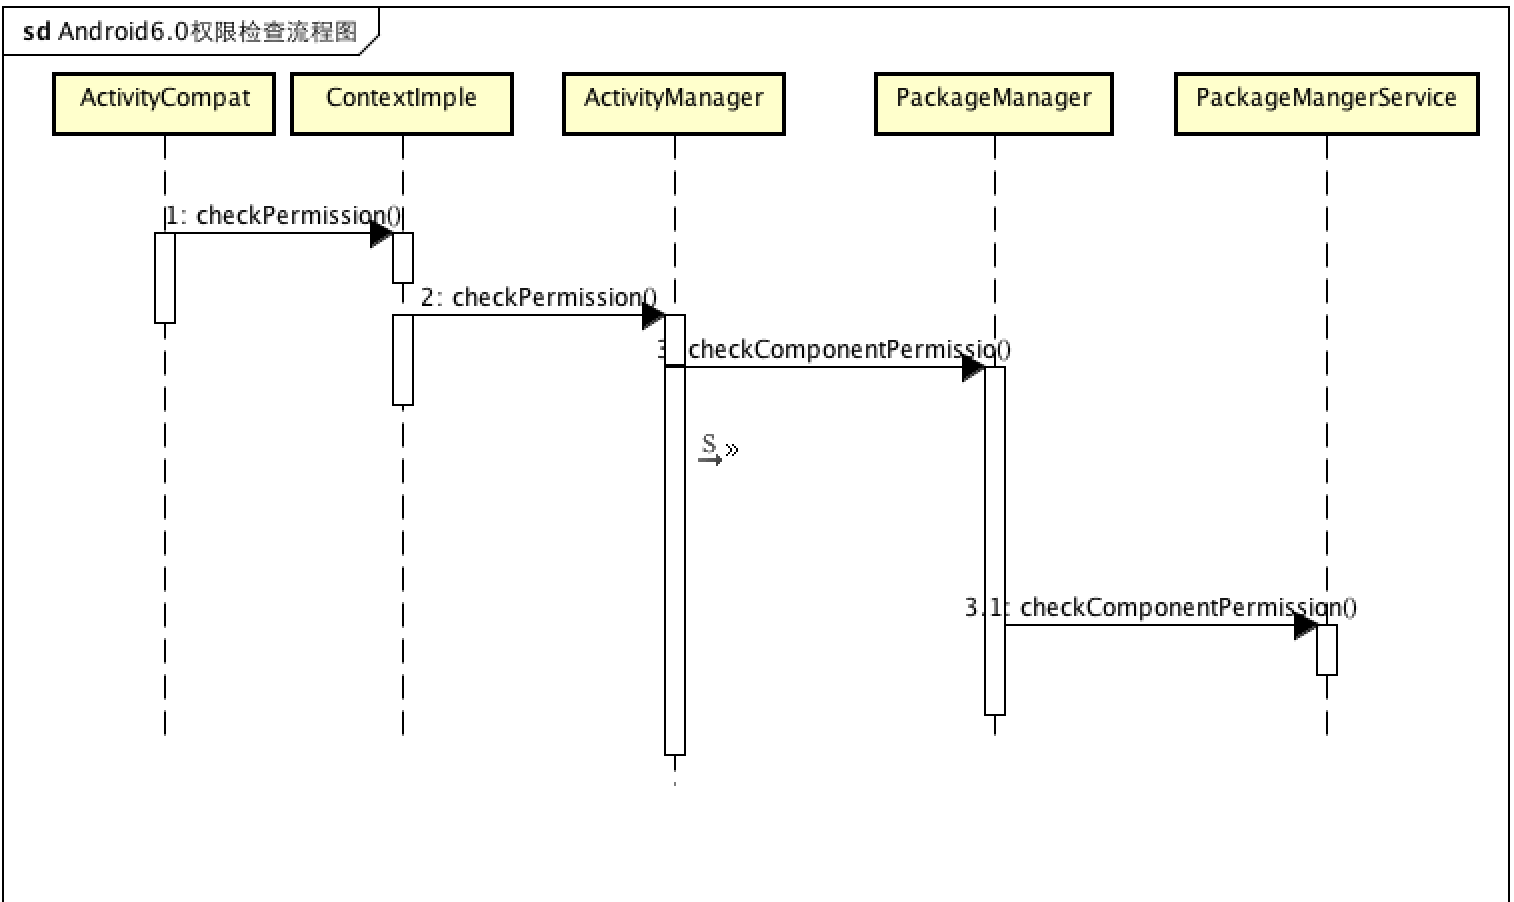 sd Android6.0权限检查流程图
ActivityCompat
ContextImple
ActivityManager
PackageManager
PackageMangerService
1: checkPermission()
2: checkPermission()
3: checkComponentPermissio()
S »
3.1: checkComponentPermission()